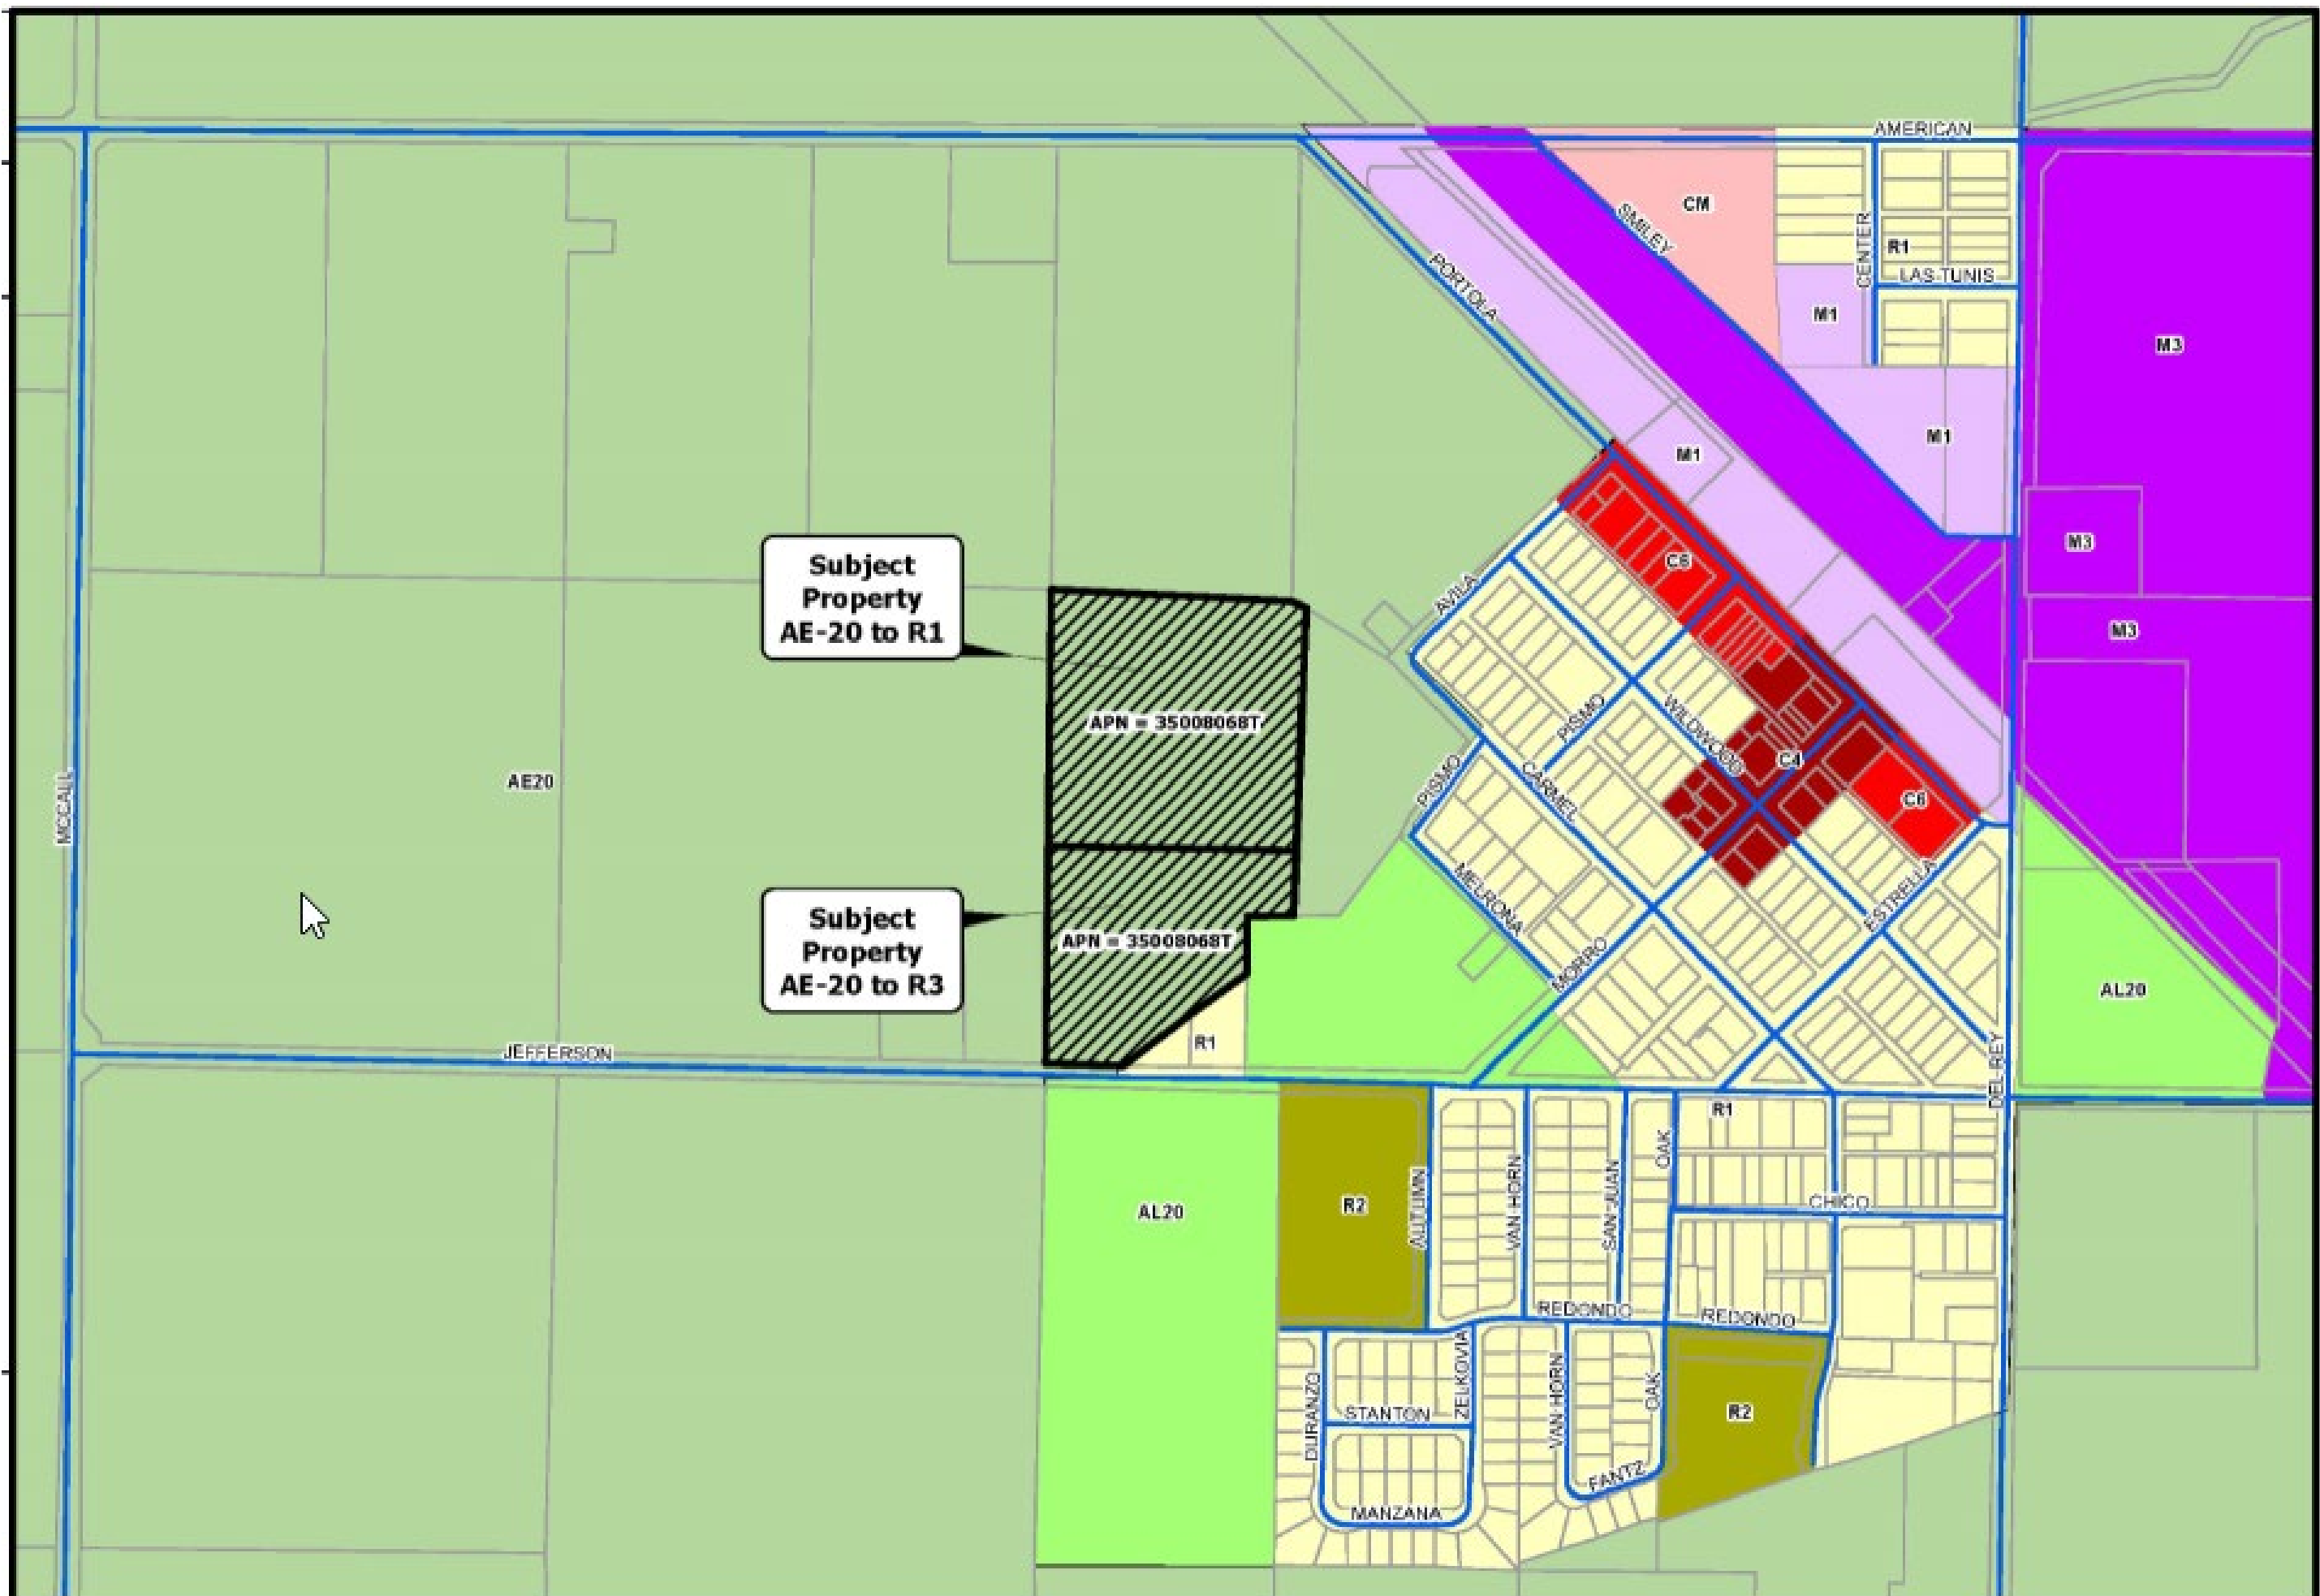 AMERICAN
CM
SMILEY
CENTER
R1
LAS-TUNIS
PORTOLA
M1
M3
M1
M1
M3
C6
Subject
Property
AE-20 to R1
AVILA
M3
APN = 35008068T
PISMO
WILDWOOD
C4
AE20
PISMO
CARMEL
C6
MCCALL
MELRONA
ESTRELLA
Subject
Property
AE-20 to R3
APN = 35008068T
MORRO
AL20
R1
JEFFERSON
DEL-REY
R1
OAK
AL20
R2
AUTUMN
VAN-HORN
SAN-JUAN
CHICO
REDONDO
REDONDO
DURANZO
ZELKOVIA
VAN-HORN
OAK
STANTON
R2
FANTZ
MANZANA